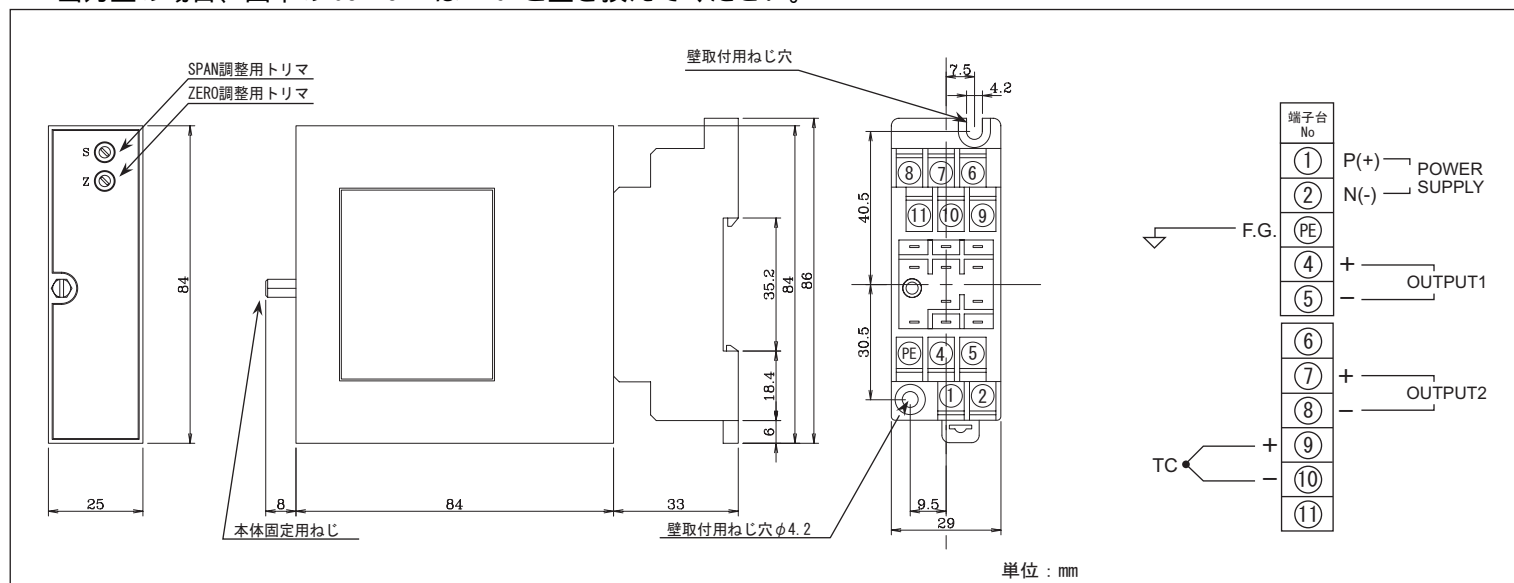 SPAN調整用トリマ
ZERO調整用トリマ
S
Z
84
25
8
84
33
本体固定用ねじ
35.2
84
86
18.4
6
壁取付用ねじ穴
7.5
4.2
40.5
30.5
8 7 6
11 10 9
PE 4 5
1 2
9.5
29
壁取付用ねじ穴φ4.2
単位:mm
端子台
No
① P(+)
② N(-)
POWER
SUPPLY
F.G. PE
④ +
⑤ −
OUTPUT1
⑥
⑦ +
⑧ −
OUTPUT2
TC
+ ⑨
− ⑩
⑪